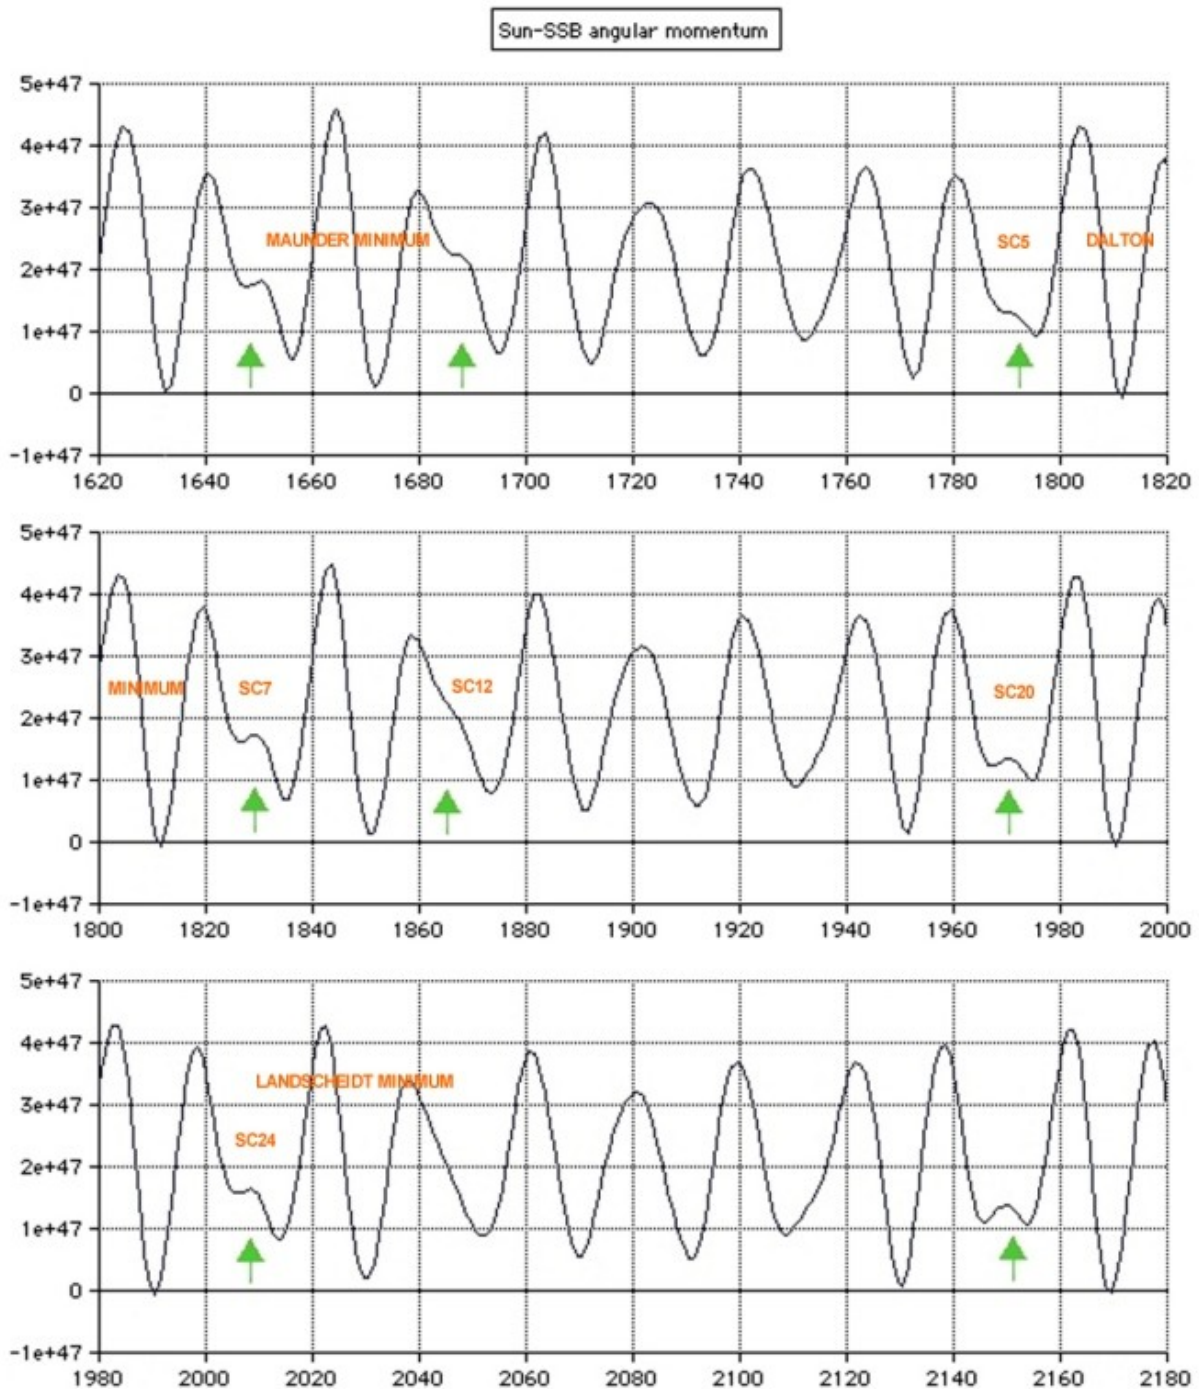 Sun-SSB angular momentum
5e+47
4e+47
3e+47
2e+47
1e+47
0
-1e+47
MAUNDER MINIMUM
SC5
DALTON
1620 1640 1660 1680 1700 1720 1740 1760 1780 1800 1820
5e+47
4e+47
3e+47
2e+47
1e+47
0
-1e+47
MINIMUM
SC7
SC12
SC20
1800 1820 1840 1860 1880 1900 1920 1940 1960 1980 2000
5e+47
4e+47
3e+47
2e+47
1e+47
0
-1e+47
LANDSCHEIDT MINIMUM
SC24
1980 2000 2020 2040 2060 2080 2100 2120 2140 2160 2180